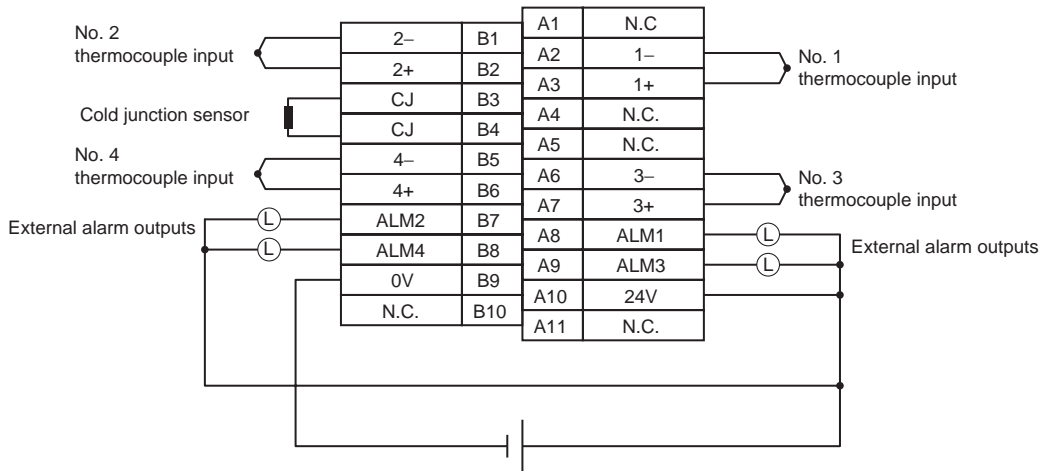 No. 2
thermocouple input
Cold junction sensor
No. 4
thermocouple input
External alarm outputs
L
L
2– B1
2+ B2
CJ B3
CJ B4
4– B5
4+ B6
ALM2 B7
ALM4 B8
0V B9
N.C. B10
A1 N.C
A2 1–
A3 1+
A4 N.C.
A5 N.C.
A6 3–
A7 3+
A8 ALM1
A9 ALM3
A10 24V
A11 N.C.
No. 1
thermocouple input
No. 3
thermocouple input
L
L
External alarm outputs